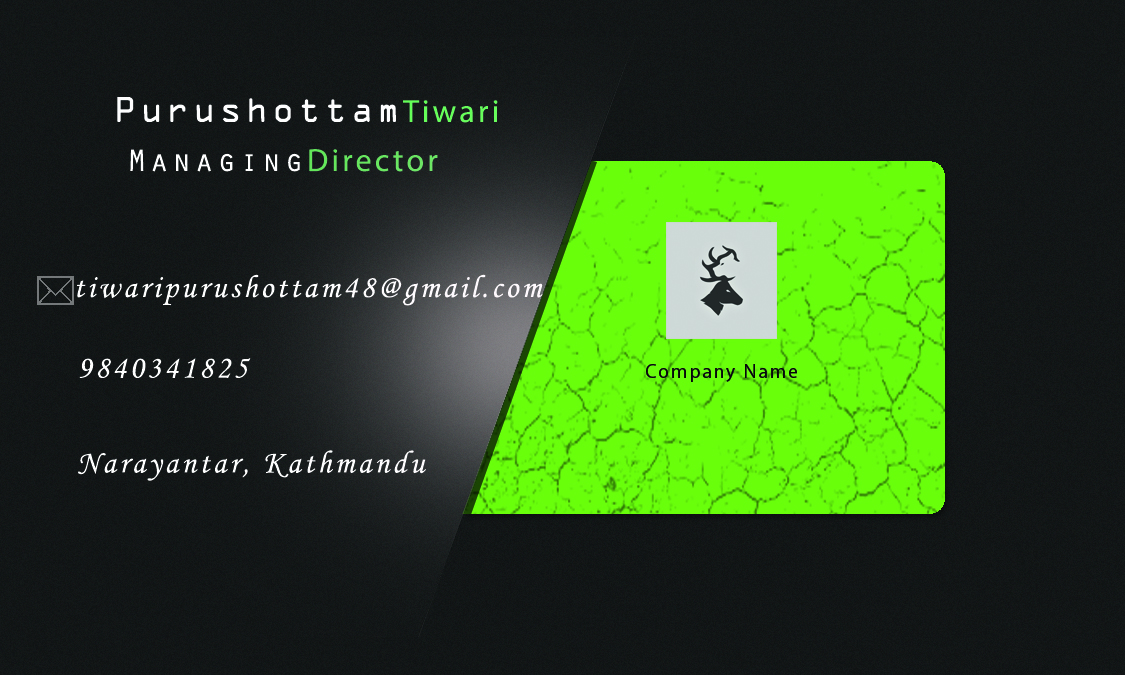 PurushottamTiwari
MANAGINGDirector
tiwaripurushottam48@gmail.com
9840341825
Narayantar, Kathmandu
Company Name